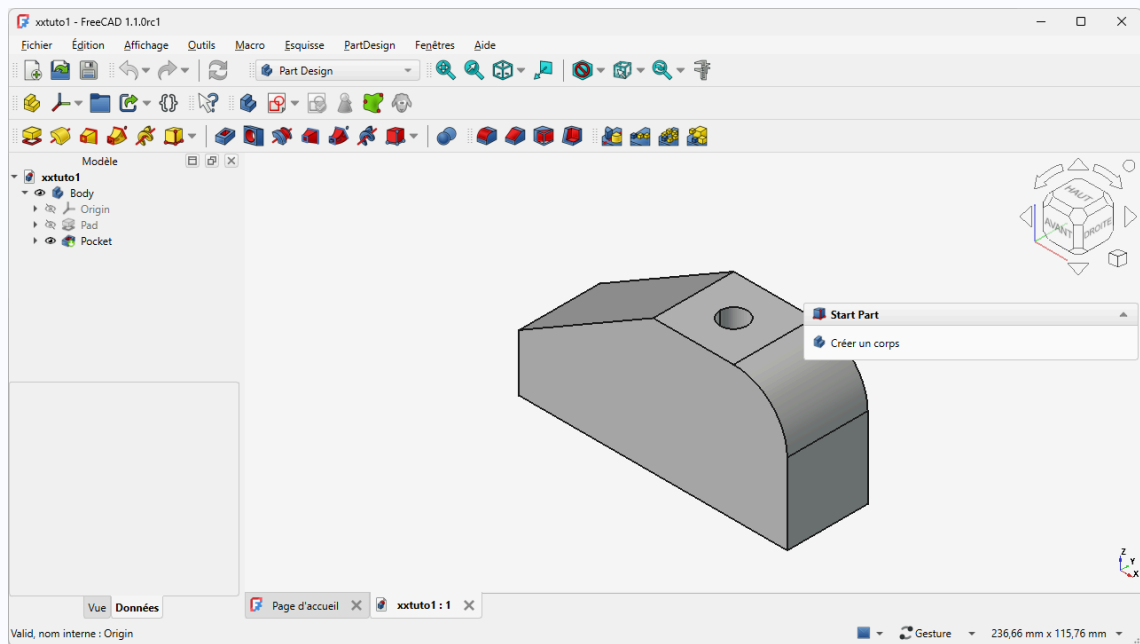 xxtuto1 - FreeCAD 1.1.0rc1
Fichier Édition Affichage Outils Macro Esquisse PartDesign Fenêtres Aide
Part Design
Modèle
xxtuto1
Body
Origin
Pad
Pocket
HAUT
AVANT
DROITE
Start Part
Créer un corps
Z
Y
X
Vue Données
Page d'accueil xxtuto1 : 1
Valid, nom interne : Origin
Gesture
236,66 mm x 115,76 mm